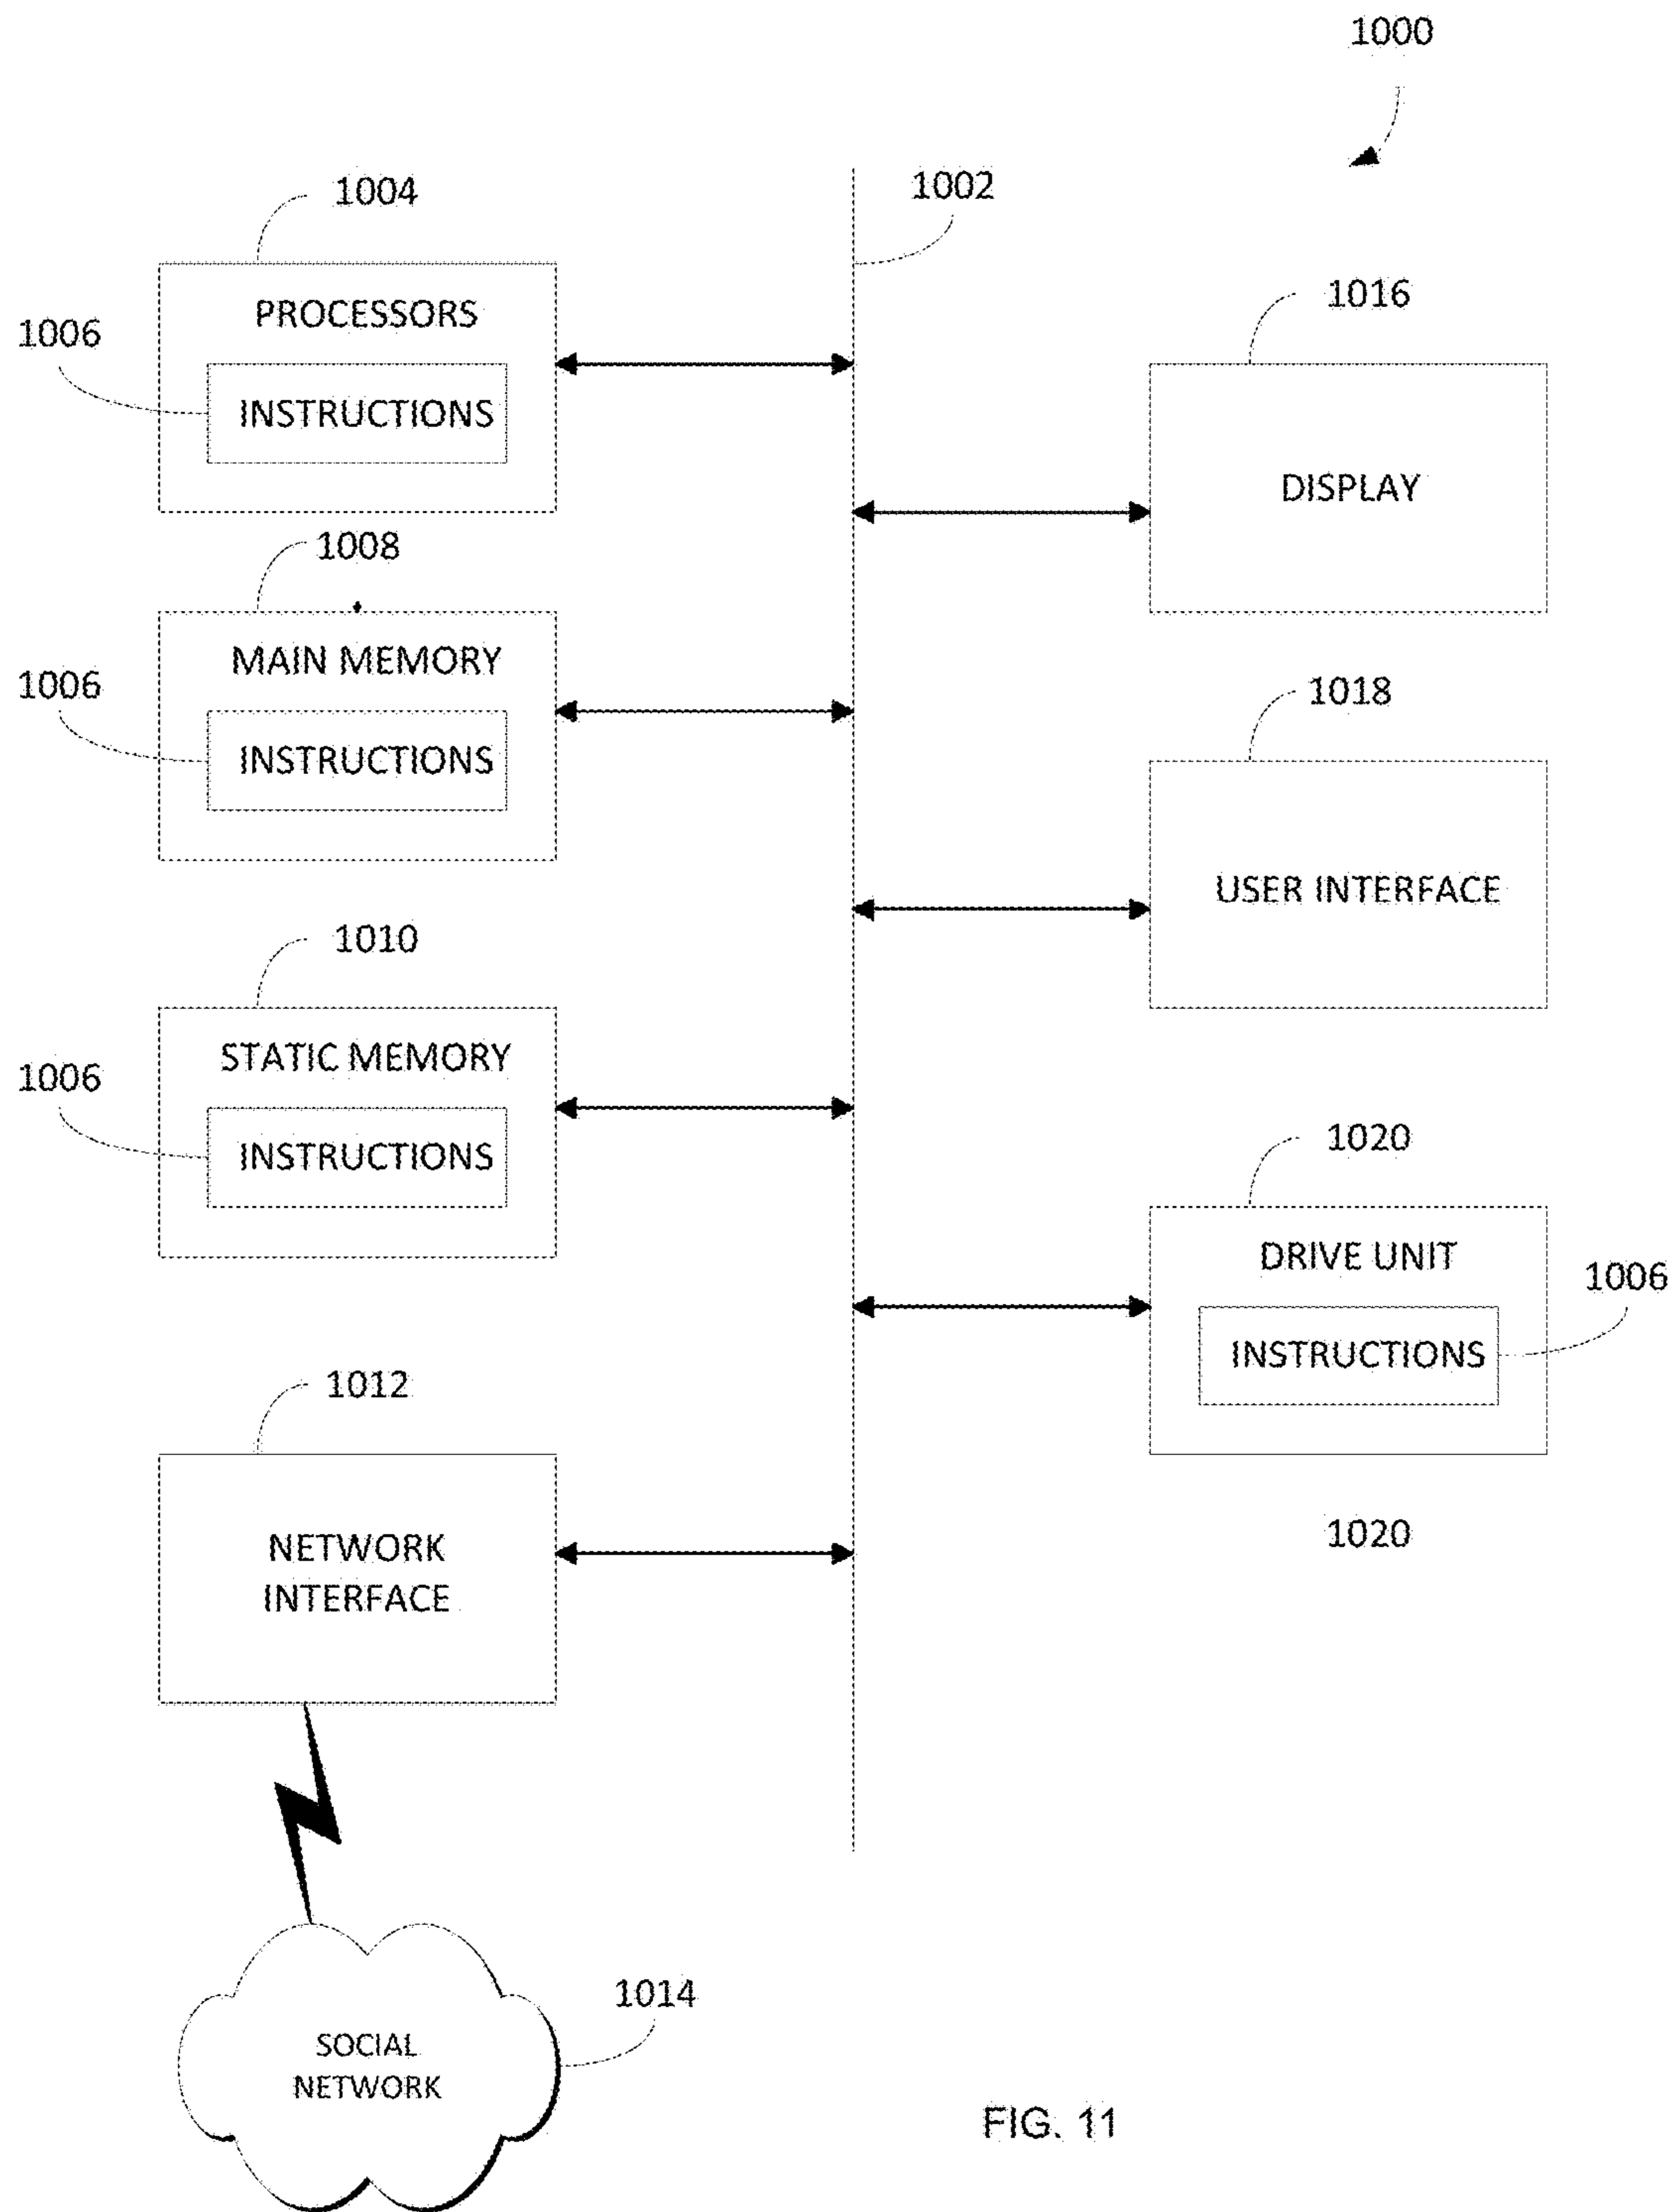 1000
1004
1002
PROCESSORS
1006
INSTRUCTIONS
1016
DISPLAY
1008
MAIN MEMORY
1006
INSTRUCTIONS
1018
USER INTERFACE
1010
STATIC MEMORY
1006
INSTRUCTIONS
1020
DRIVE UNIT
1006
INSTRUCTIONS
1012
NETWORK
INTERFACE
1020
1014
SOCIAL
NETWORK
FIG. 11